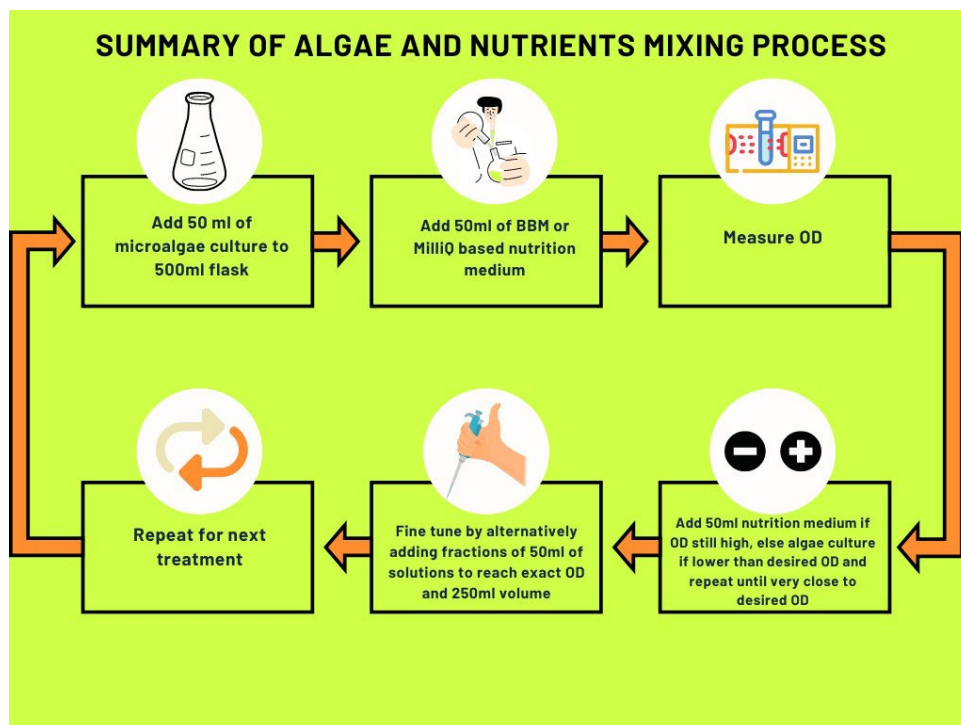 SUMMARY OF ALGAE AND NUTRIENTS MIXING PROCESS
Add 50 ml of
microalgae culture to
500ml flask
Add 50ml of BBM or
MilliQ based nutrition
medium
Measure OD
Repeat for next
treatment
Fine tune by alternatively
adding fractions of 50ml of
solutions to reach exact OD
and 250ml volume
Add 50ml nutrition medium if
OD still high, else algae culture
if lower than desired OD and
repeat until very close to
desired OD